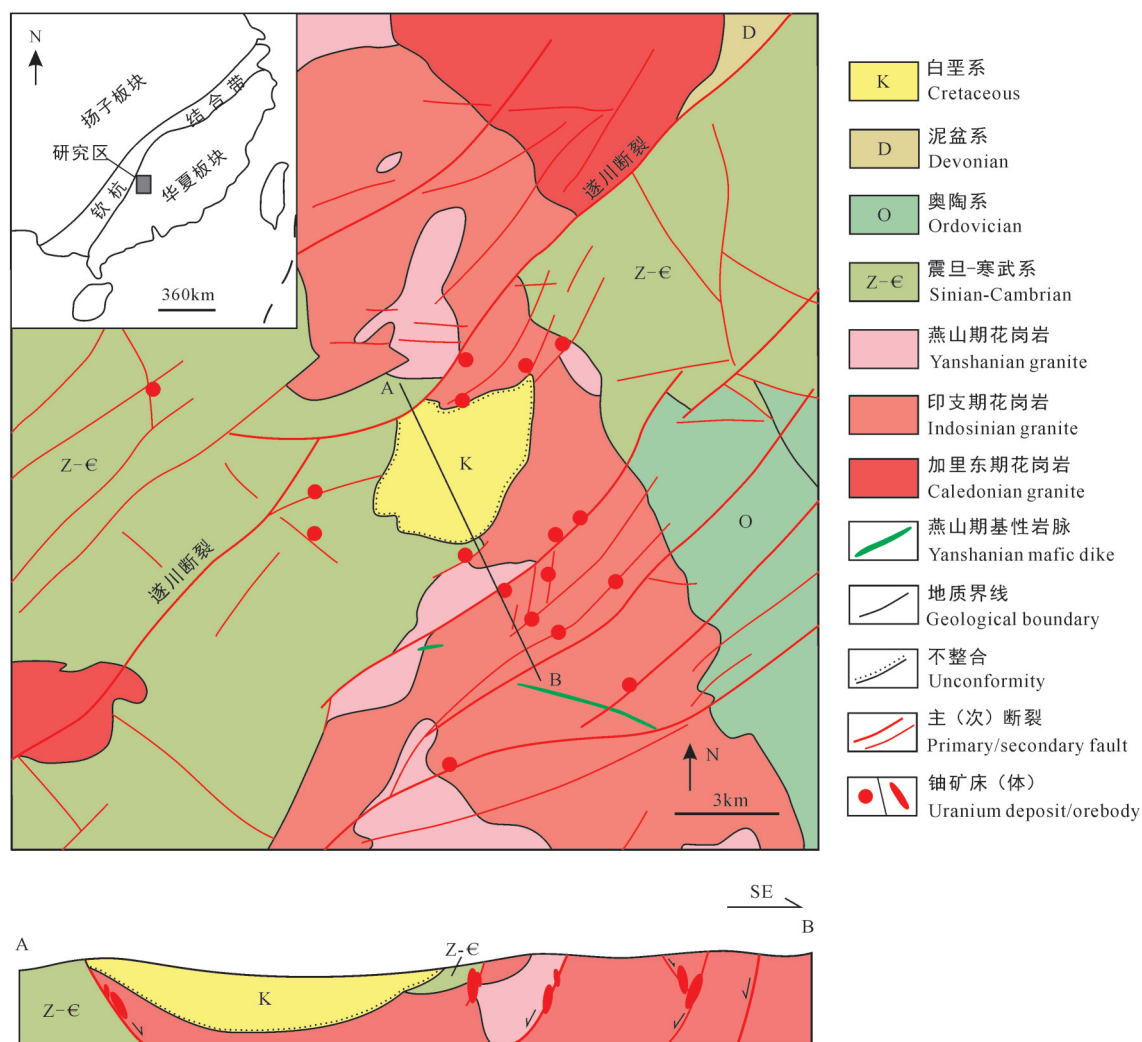 N
扬子板块
钦杭
结合带
研究区
华夏板块
360km
D
遂川断裂
Z-Є
A
K
Z-Є
O
遂川断裂
B
N
3km
K
白垩系
Cretaceous
D
泥盆系
Devonian
O
奥陶系
Ordovician
Z-Є
震旦-寒武系
Sinian-Cambrian
燕山期花岗岩
Yanshanian granite
印支期花岗岩
Indosinian granite
加里东期花岗岩
Caledonian granite
燕山期基性岩脉
Yanshanian mafic dike
地质界线
Geological boundary
不整合
Unconformity
主（次）断裂
Primary/secondary fault
铀矿床（体）
Uranium deposit/orebody
SE
A
B
Z-Є
K
Z-Є